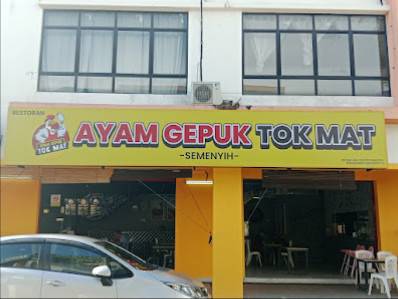 RESTORAN
TOK MAT
AYAM GEPUK TOK MAT
-SEMENYIH-